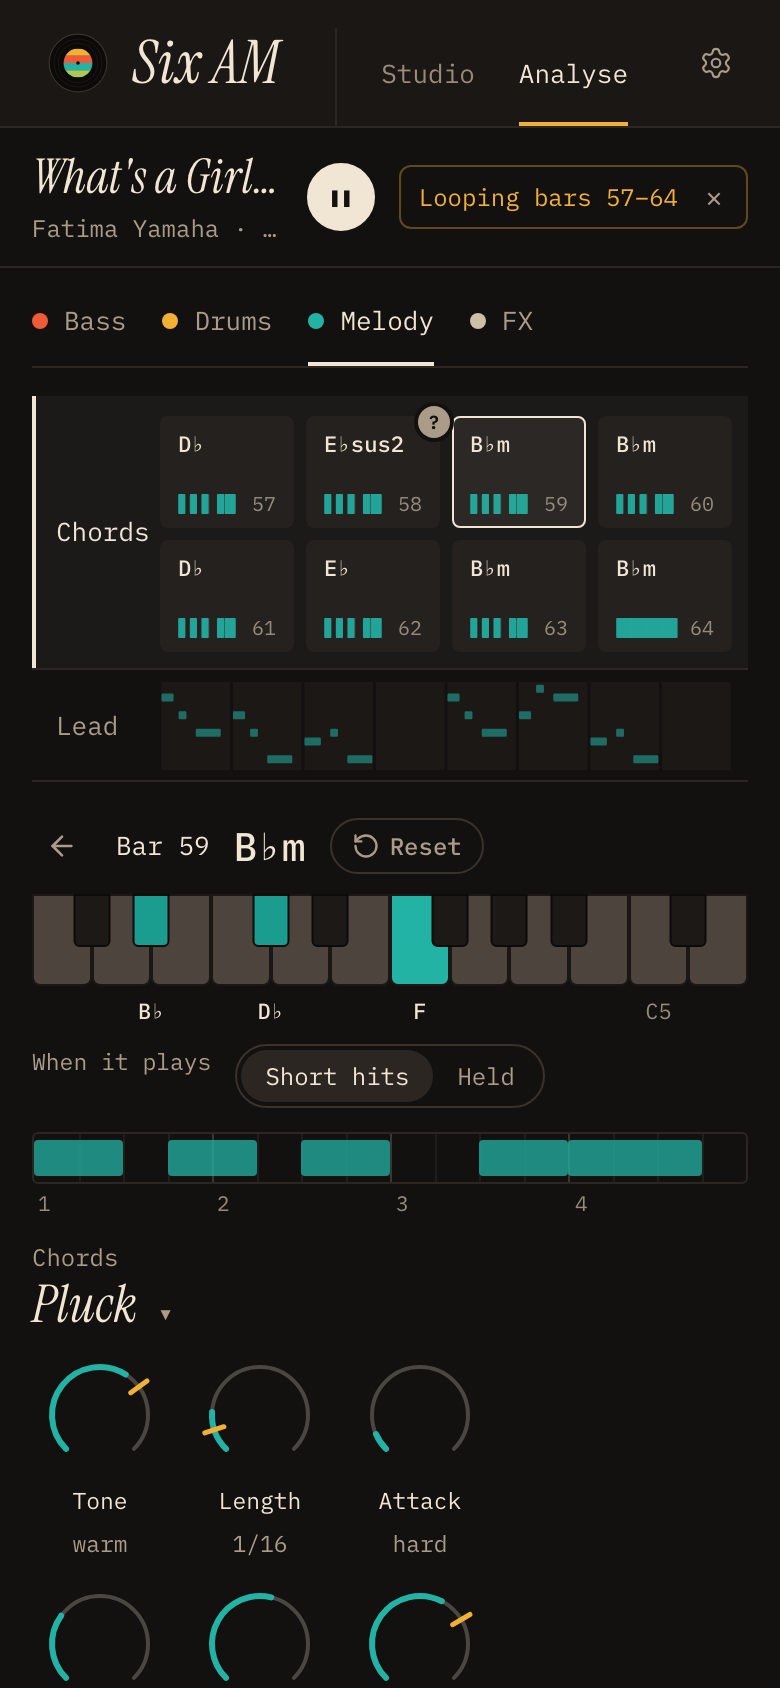 Six AM
Studio
Analyse
What's a Girl…
Fatima Yamaha · …
Looping bars 57–64 ×
Bass
Drums
Melody
FX
Chords
D♭
57
E♭sus2
58
?
B♭m
59
B♭m
60
D♭
61
E♭
62
B♭m
63
B♭m
64
Lead
← Bar 59 B♭m Reset
B♭ D♭ F C5
When it plays Short hits Held
1 2 3 4
Chords
Pluck ▼
Tone Length Attack
warm 1/16 hard